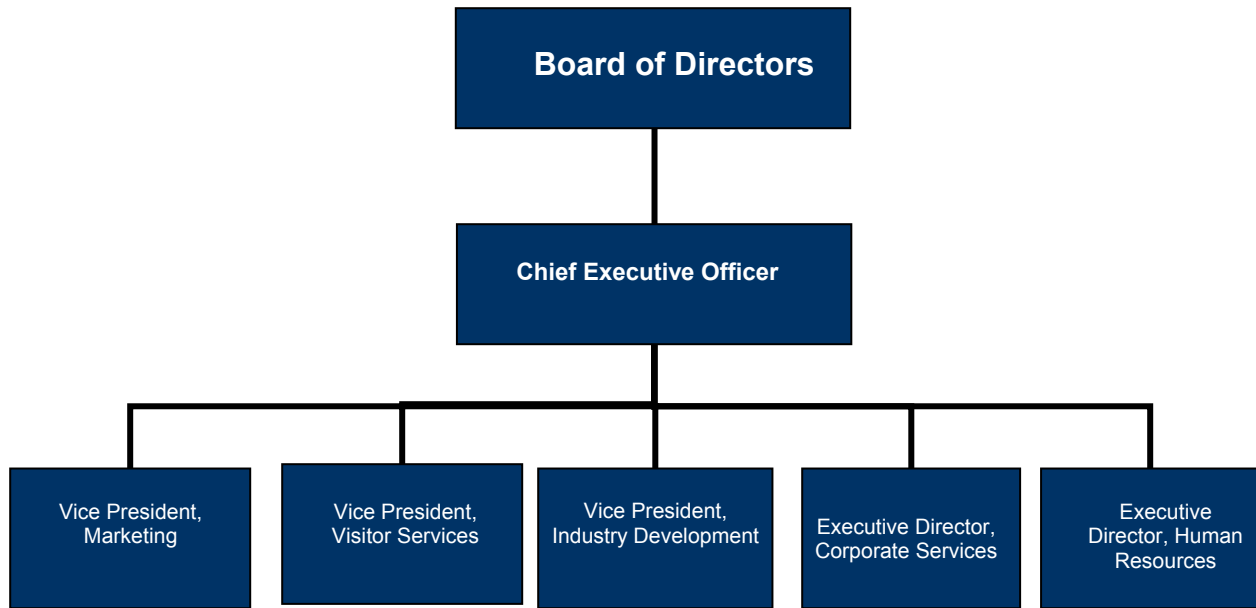 Board of Directors
Chief Executive Officer
Vice President,
Marketing
Vice President,
Visitor Services
Vice President,
Industry Development
Executive Director,
Corporate Services
Executive
Director, Human
Resources